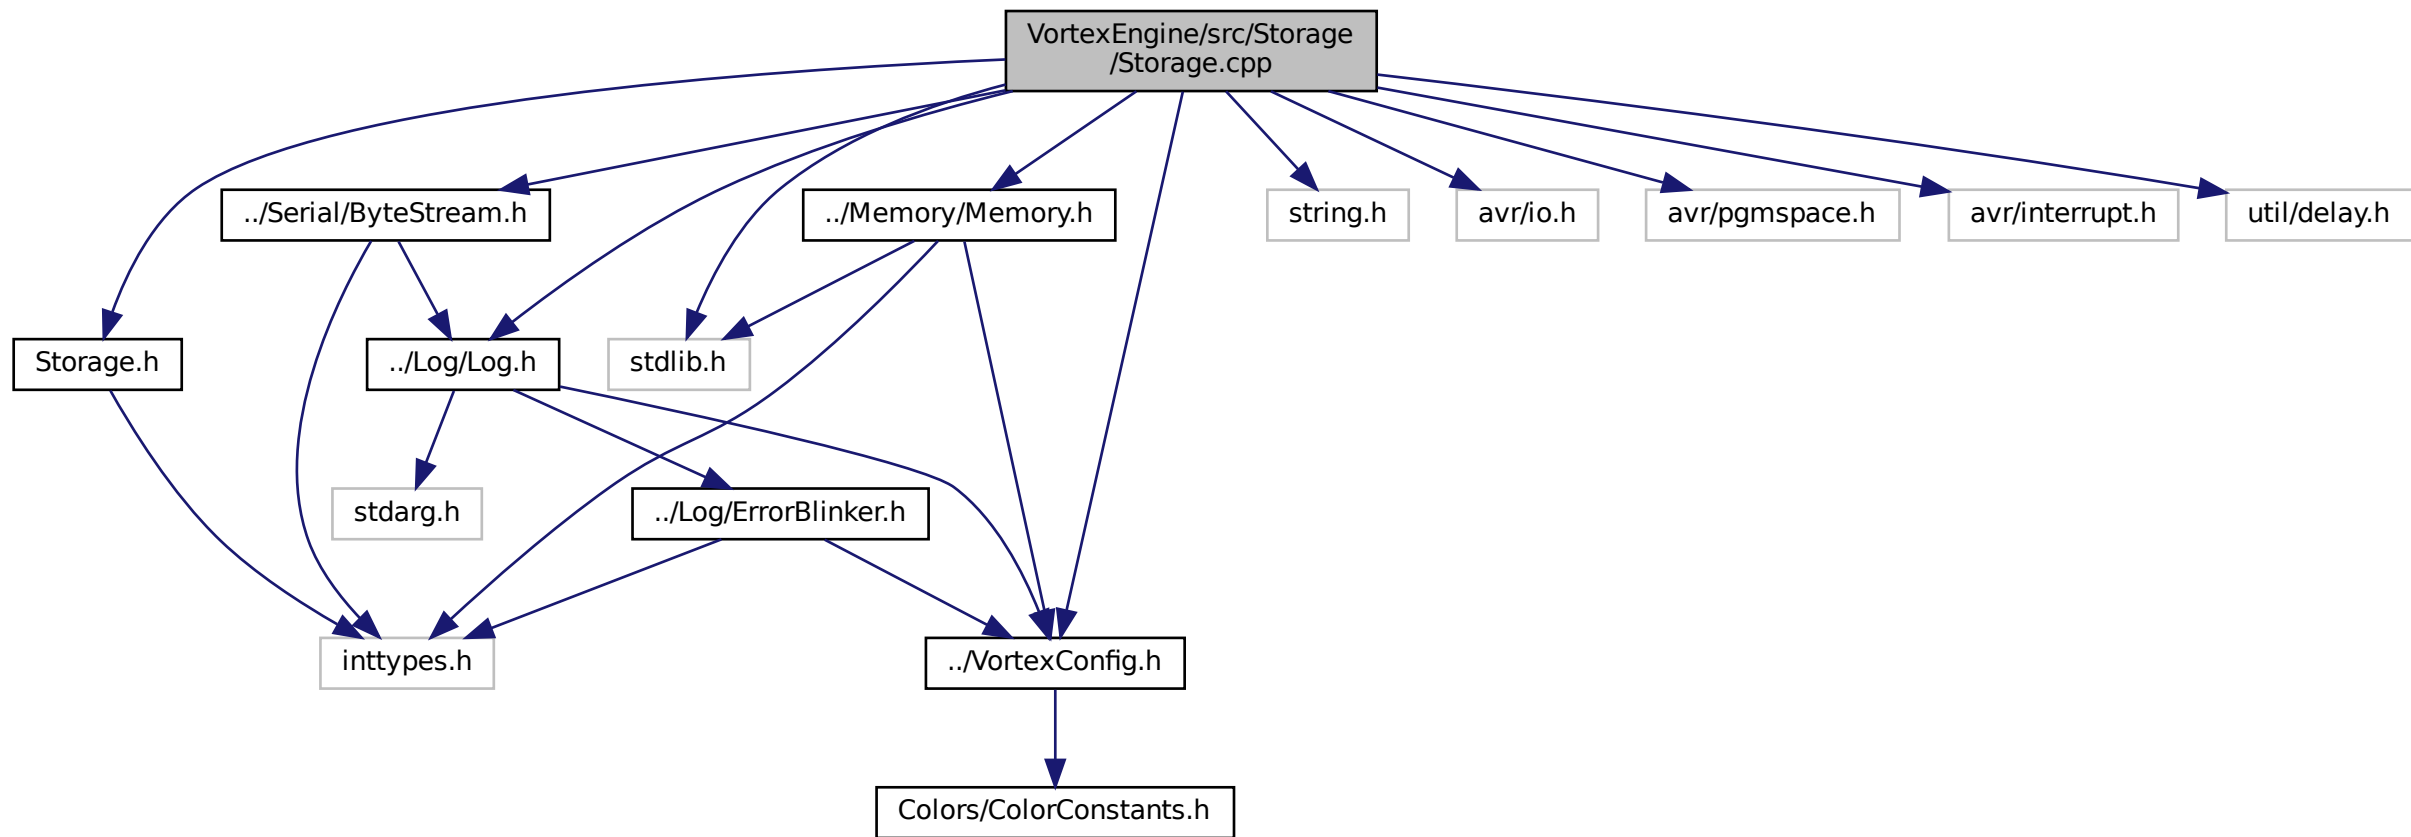 VortexEngine/src/Storage
/Storage.cpp
../Serial/ByteStream.h
../Memory/Memory.h
string.h
avr/io.h
avr/pgmspace.h
avr/interrupt.h
util/delay.h
Storage.h
../Log/Log.h
stdlib.h
stdarg.h
../Log/ErrorBlinker.h
inttypes.h
../VortexConfig.h
Colors/ColorConstants.h